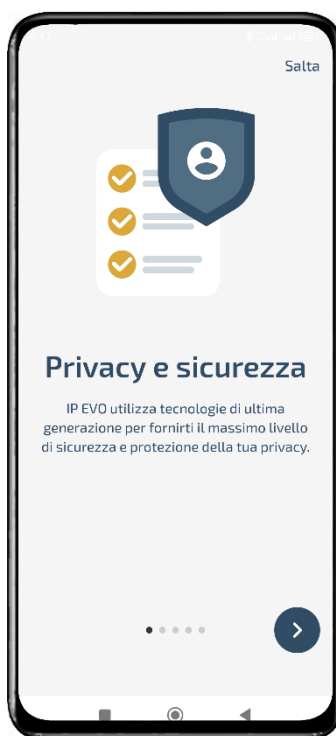 Salta
Privacy e sicurezza
IP EVO utilizza tecnologie di ultima
generazione per fornirti il massimo livello
di sicurezza e protezione della tua privacy.